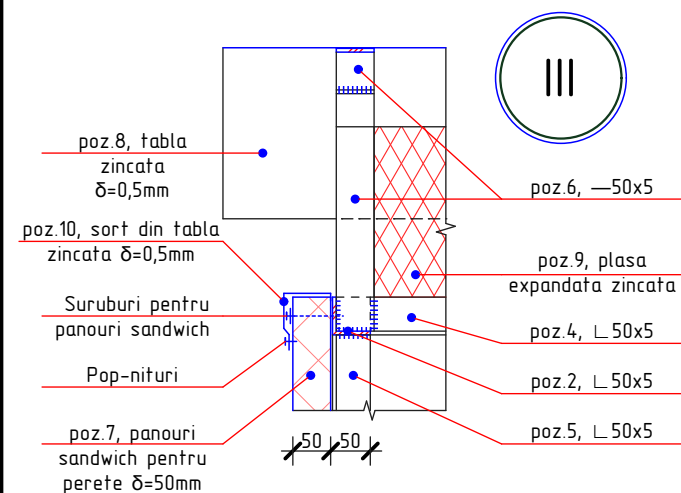 III
poz.8, tabla
zincata
δ=0,5mm
poz.10, sort din tabla
zincata δ=0,5mm
Suruburi pentru
panouri sandwich
Pop-nituri
poz.7, panouri
sandwich pentru
perete δ=50mm
50 50
poz.6, —50x5
poz.9, plasa
expandata zincata
poz.4, ∟50x5
poz.2, ∟50x5
poz.5, ∟50x5